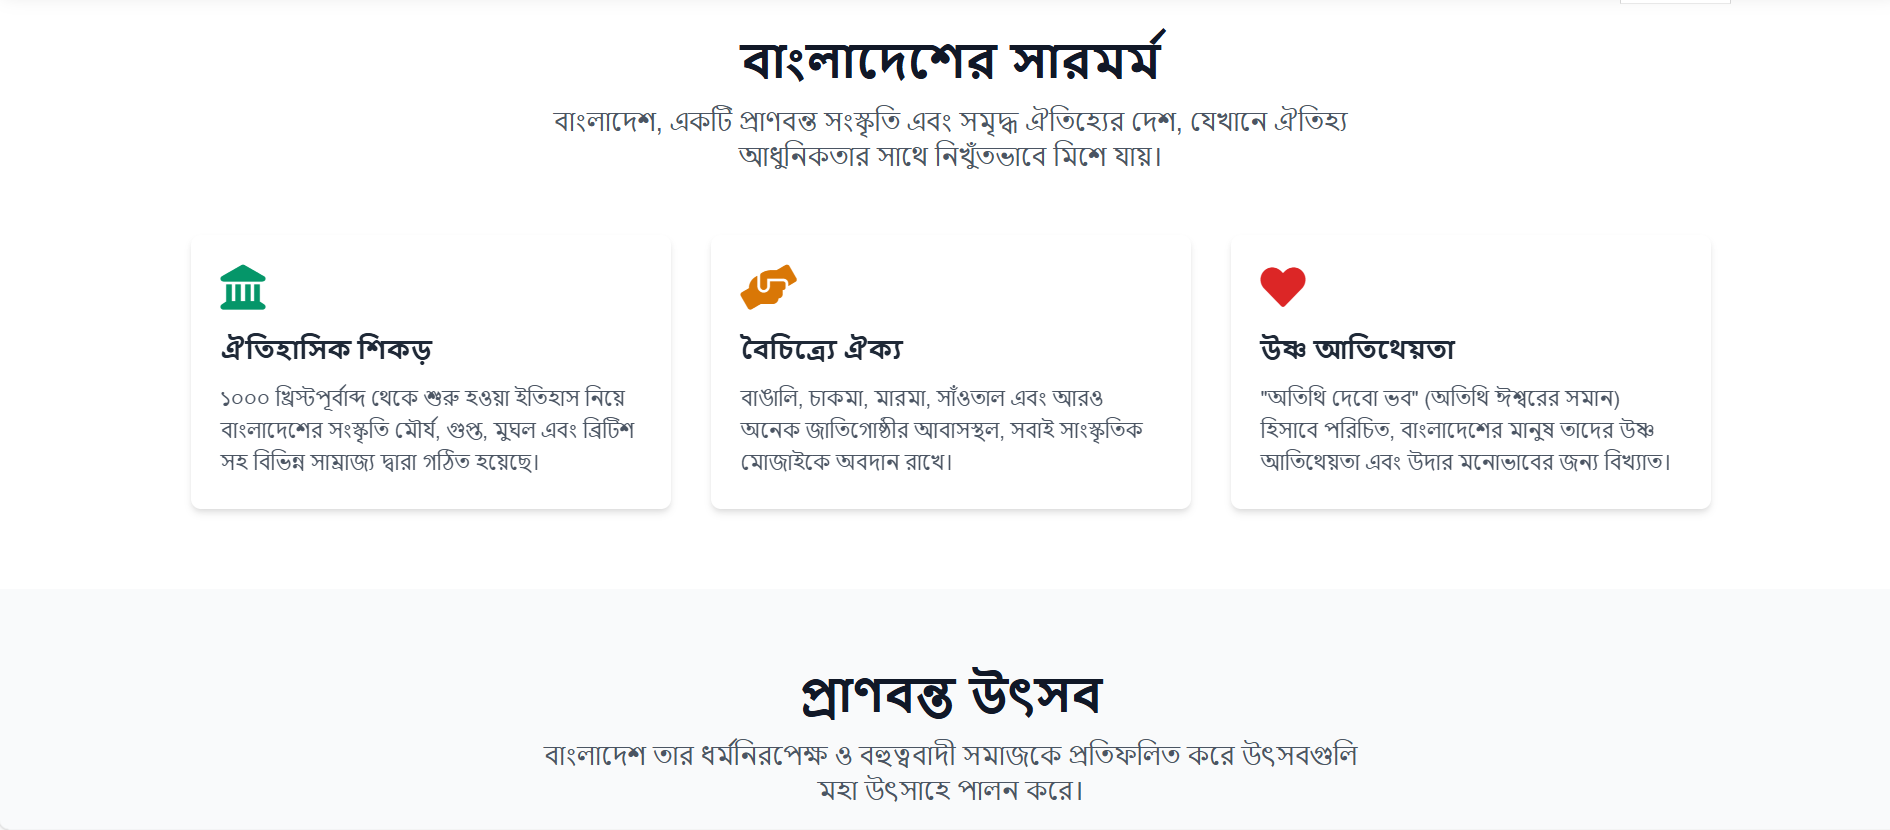 বাংলাদেশের সারমর্ম
বাংলাদেশ, একটি প্রাণবন্ত সংস্কৃতি এবং সমৃদ্ধ ঐতিহ্যের দেশ, যেখানে ঐতিহ্য
আধুনিকতার সাথে নিখুঁতভাবে মিশে যায়।
ঐতিহাসিক শিকড়
১০০০ খ্রিস্টপূর্বাব্দ থেকে শুরু হওয়া ইতিহাস নিয়ে
বাংলাদেশের সংস্কৃতি মৌর্য, গুপ্ত, মুঘল এবং ব্রিটিশ
সহ বিভিন্ন সাম্রাজ্য দ্বারা গঠিত হয়েছে।
বৈচিত্র্যে ঐক্য
বাঙালি, চাকমা, মারমা, সাঁওতাল এবং আরও
অনেক জাতিগোষ্ঠীর আবাসস্থল, সবাই সাংস্কৃতিক
মোজাইকে অবদান রাখে।
উষ্ণ আতিথেয়তা
"অতিথি দেবো ভব" (অতিথি ঈশ্বরের সমান)
হিসাবে পরিচিত, বাংলাদেশের মানুষ তাদের উষ্ণ
আতিথেয়তা এবং উদার মনোভাবের জন্য বিখ্যাত।
প্রাণবন্ত উৎসব
বাংলাদেশ তার ধর্মনিরপেক্ষ ও বহুত্ববাদী সমাজকে প্রতিফলিত করে উৎসবগুলি
মহা উৎসাহে পালন করে।